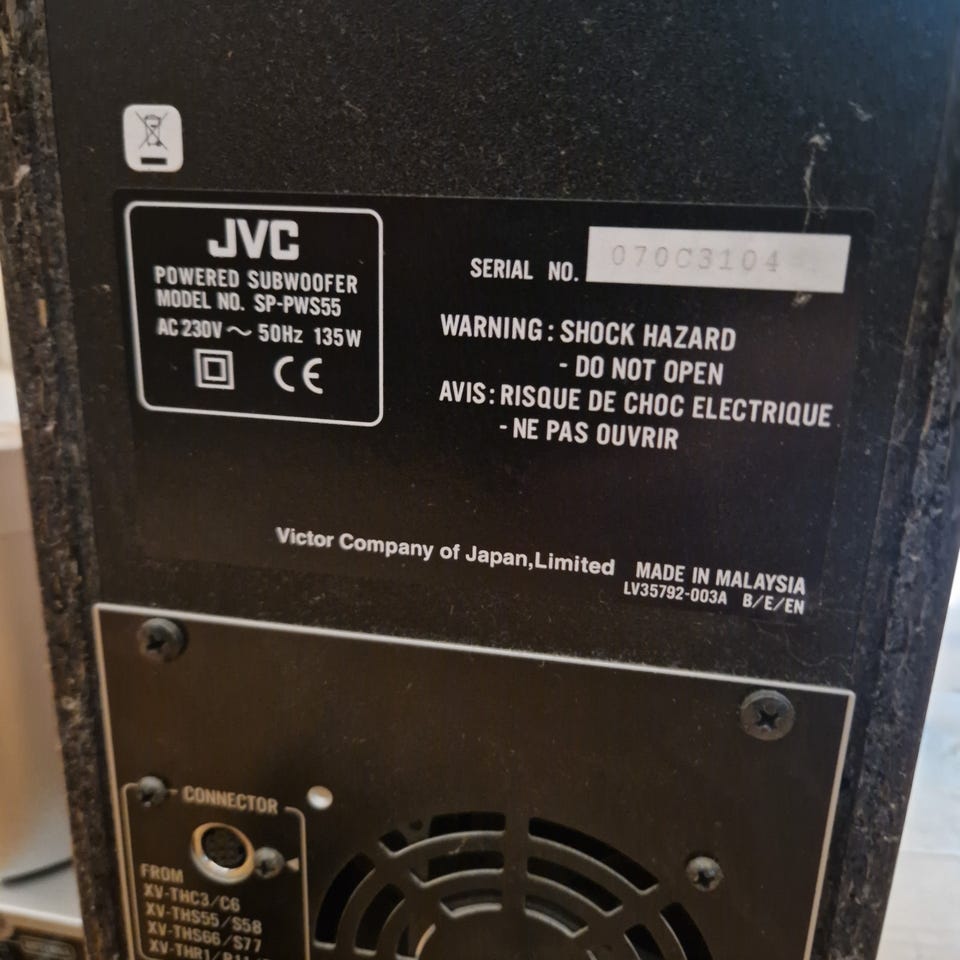 JVC
POWERED SUBWOOFER
MODEL NO. SP-PWS55
AC 230V ~ 50Hz 135W
CE
SERIAL NO. 070C3104
WARNING : SHOCK HAZARD
- DO NOT OPEN
AVIS : RISQUE DE CHOC ELECTRIQUE
- NE PAS OUVRIR
Victor Company of Japan,Limited
MADE IN MALAYSIA
LV35792-003A B/E/EN
CONNECTOR
FROM
XV-THC3/C6
XV-THS55/S58
XV-THS66/S77